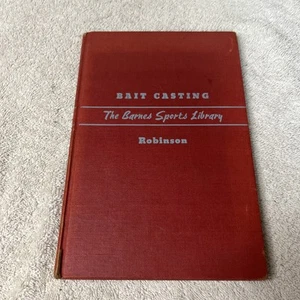 BAIT CASTING
The Barnes Sports Library
Robinson